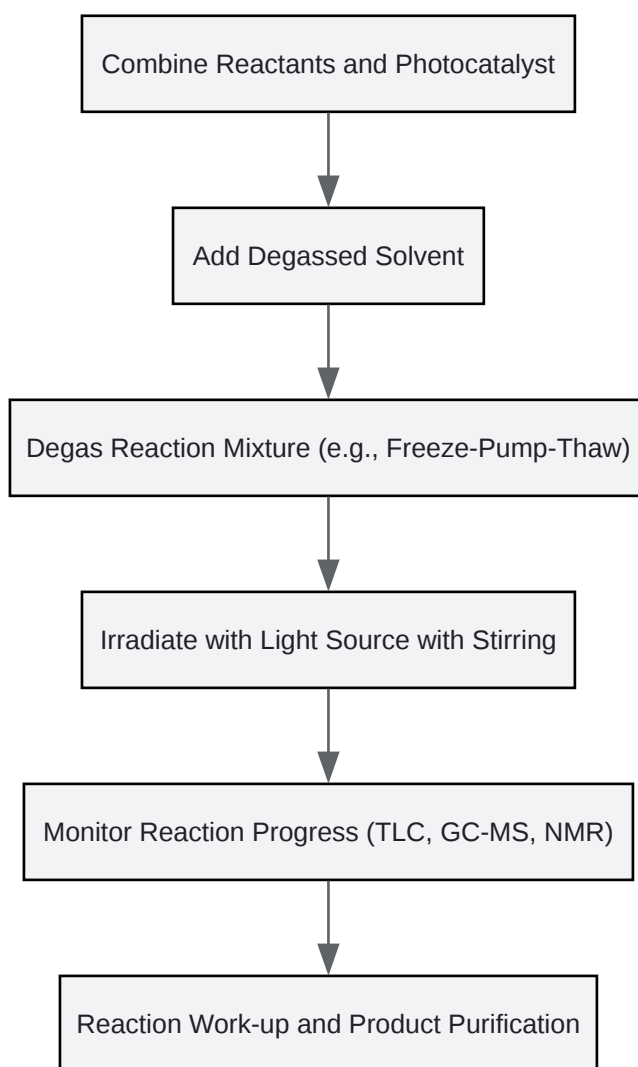 Combine Reactants and Photocatalyst
Add Degassed Solvent
Degas Reaction Mixture (e.g., Freeze-Pump-Thaw)
Irradiate with Light Source with Stirring
Monitor Reaction Progress (TLC, GC-MS, NMR)
Reaction Work-up and Product Purification